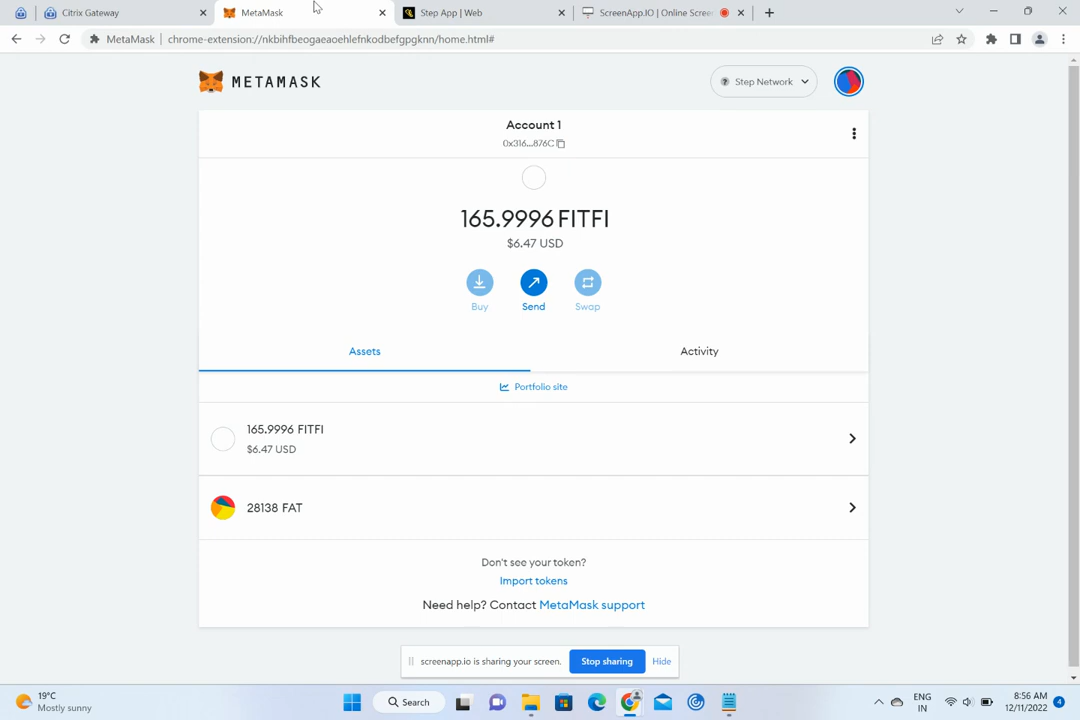 Citrix Gateway
MetaMask
Step App | Web
ScreenApp.IO | Online Scree
MetaMask
chrome-extension://nkbihfbeogaeaoehlefnkodbefgpgknn/home.html#
METAMASK
Step Network
Account 1
0x316...876C
165.9996 FITFI
$6.47 USD
Buy
Send
Swap
Assets
Activity
Portfolio site
165.9996 FITFI
$6.47 USD
28138 FAT
Don't see your token?
Import tokens
Need help? Contact MetaMask support
screenapp.io is sharing your screen.
Stop sharing
Hide
19°C
Mostly sunny
Search
ENG
IN
8:56 AM
12/11/2022
4